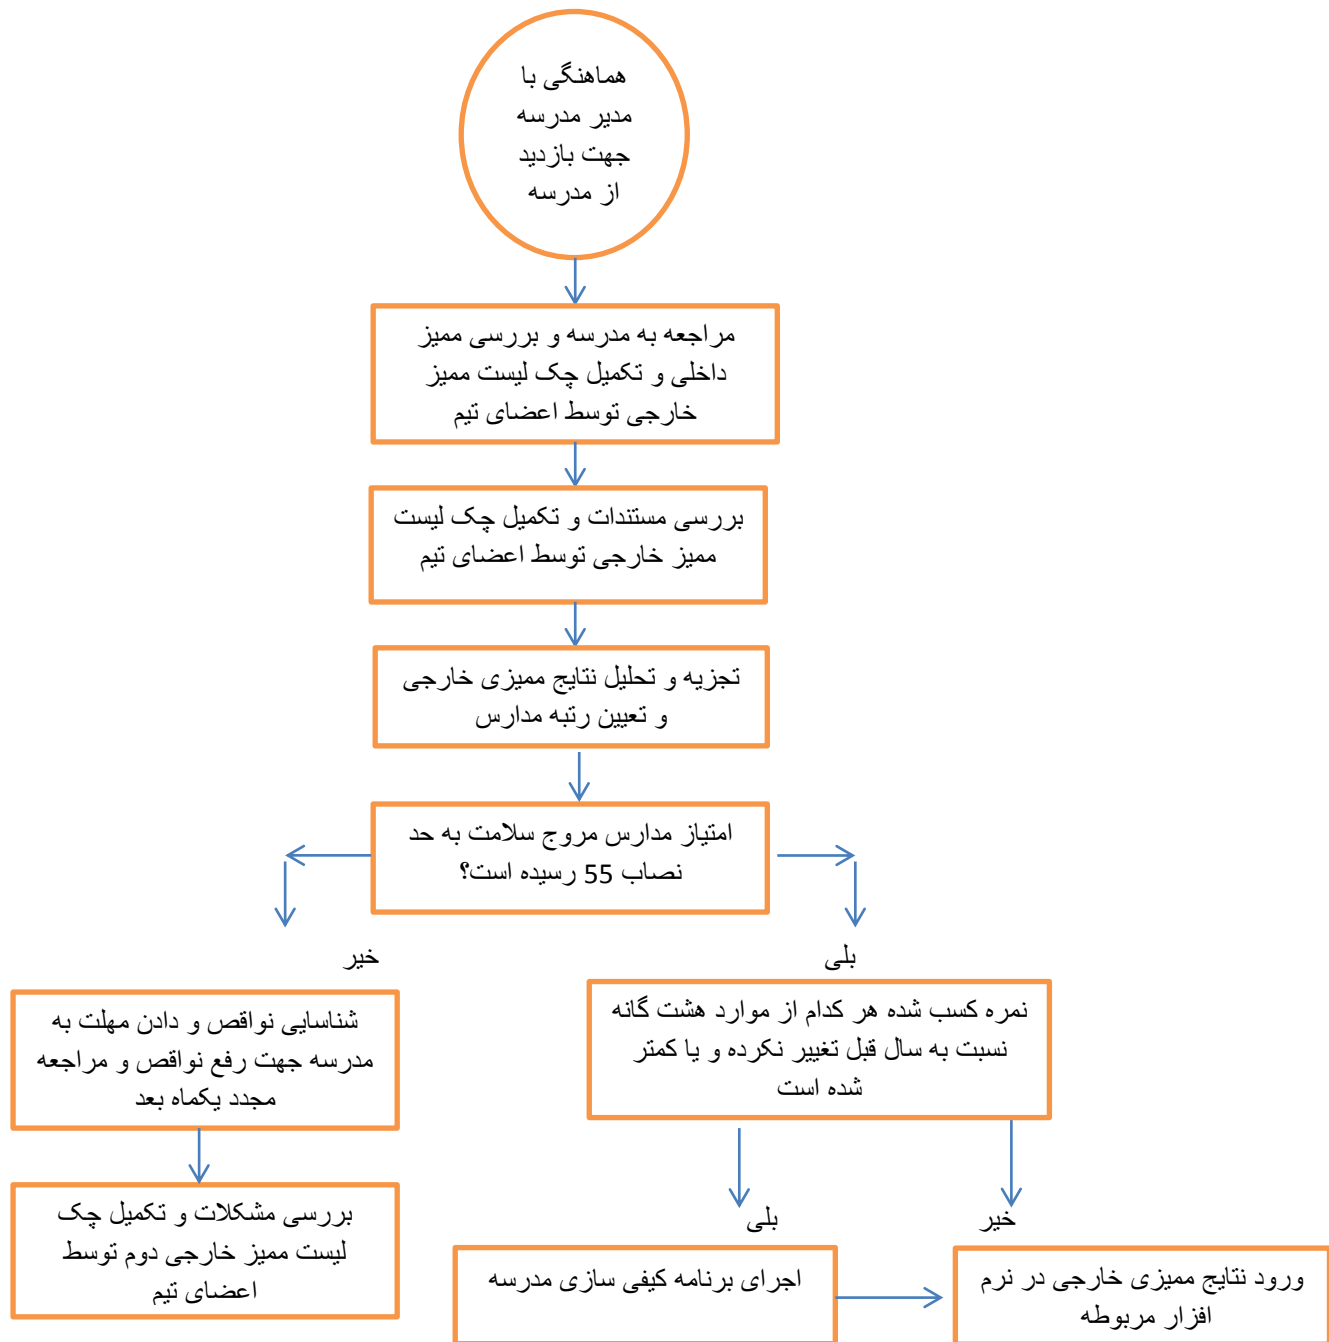 هماهنگی با
مدیر مدرسه
جهت بازدید
از مدرسه
مراجعه به مدرسه و بررسی ممیز
داخلی و تکمیل چک لیست ممیز
خارجی توسط اعضای تیم
بررسی مستندات و تکمیل چک لیست
ممیز خارجی توسط اعضای تیم
تجزیه و تحلیل نتایج ممیزی خارجی
و تعیین رتبه مدارس
امتیاز مدارس مروج سلامت به حد
نصاب 55 رسیده است؟
بلی
خیر
نمره کسب شده هر کدام از موارد هشت گانه
نسبت به سال قبل تغییر نکرده و یا کمتر
شده است
شناسایی نواقص و دادن مهلت به
مدرسه جهت رفع نواقص و مراجعه
مجدد یکماه بعد
بررسی مشکلات و تکمیل چک
لیست ممیز خارجی دوم توسط
اعضای تیم
خیر
بلی
ورود نتایج ممیزی خارجی در نرم
افزار مربوطه
اجرای برنامه کیفی سازی مدرسه